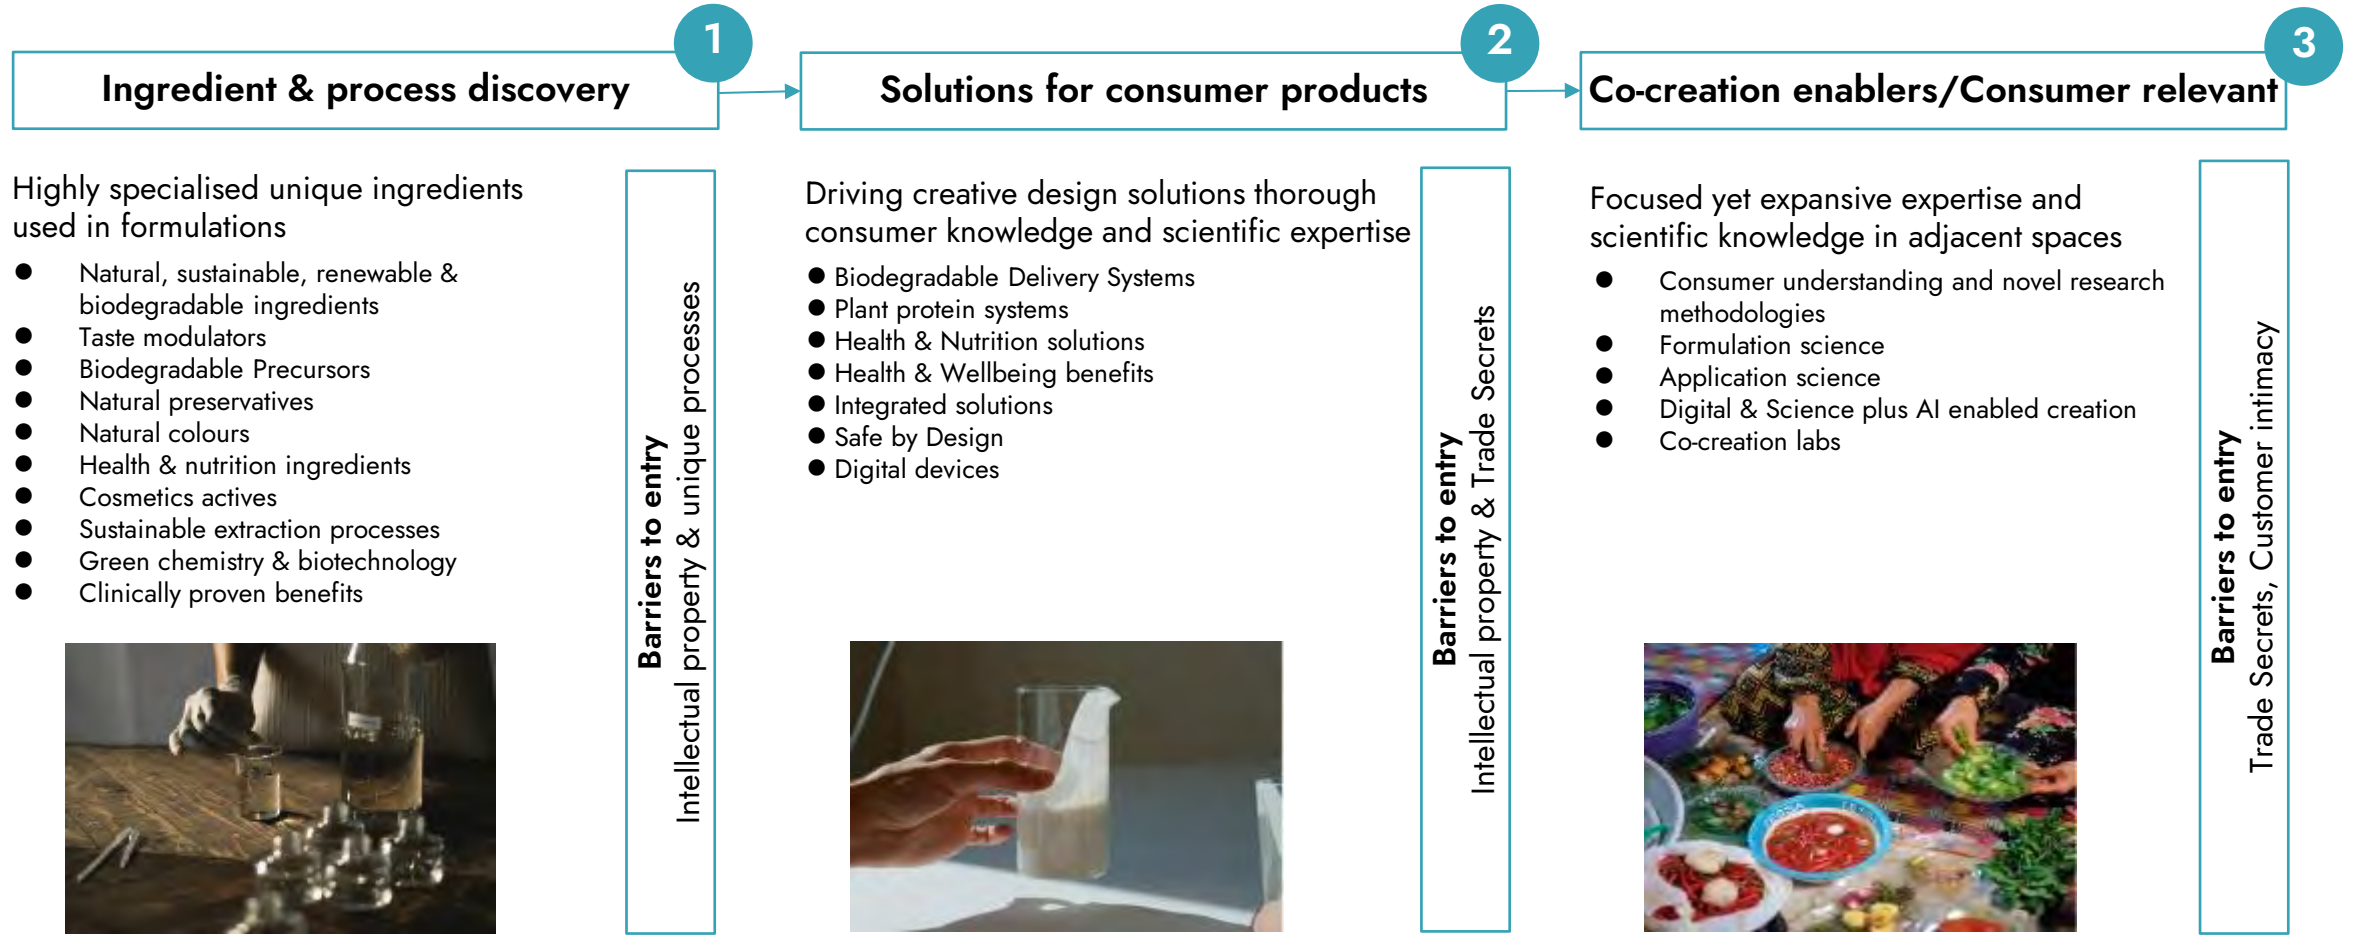 1
Ingredient & process discovery
Highly specialised unique ingredients
used in formulations
● Natural, sustainable, renewable &
biodegradable ingredients
● Taste modulators
● Biodegradable Precursors
● Natural preservatives
● Natural colours
● Health & nutrition ingredients
● Cosmetics actives
● Sustainable extraction processes
● Green chemistry & biotechnology
● Clinically proven benefits
Barriers to entry
Intellectual property & unique processes
2
Solutions for consumer products
Driving creative design solutions thorough
consumer knowledge and scientific expertise
● Biodegradable Delivery Systems
● Plant protein systems
● Health & Nutrition solutions
● Health & Wellbeing benefits
● Integrated solutions
● Safe by Design
● Digital devices
Barriers to entry
Intellectual property & Trade Secrets
3
Co-creation enablers/Consumer relevant
Focused yet expansive expertise and
scientific knowledge in adjacent spaces
● Consumer understanding and novel research
methodologies
● Formulation science
● Application science
● Digital & Science plus AI enabled creation
● Co-creation labs
Barriers to entry
Trade Secrets, Customer intimacy